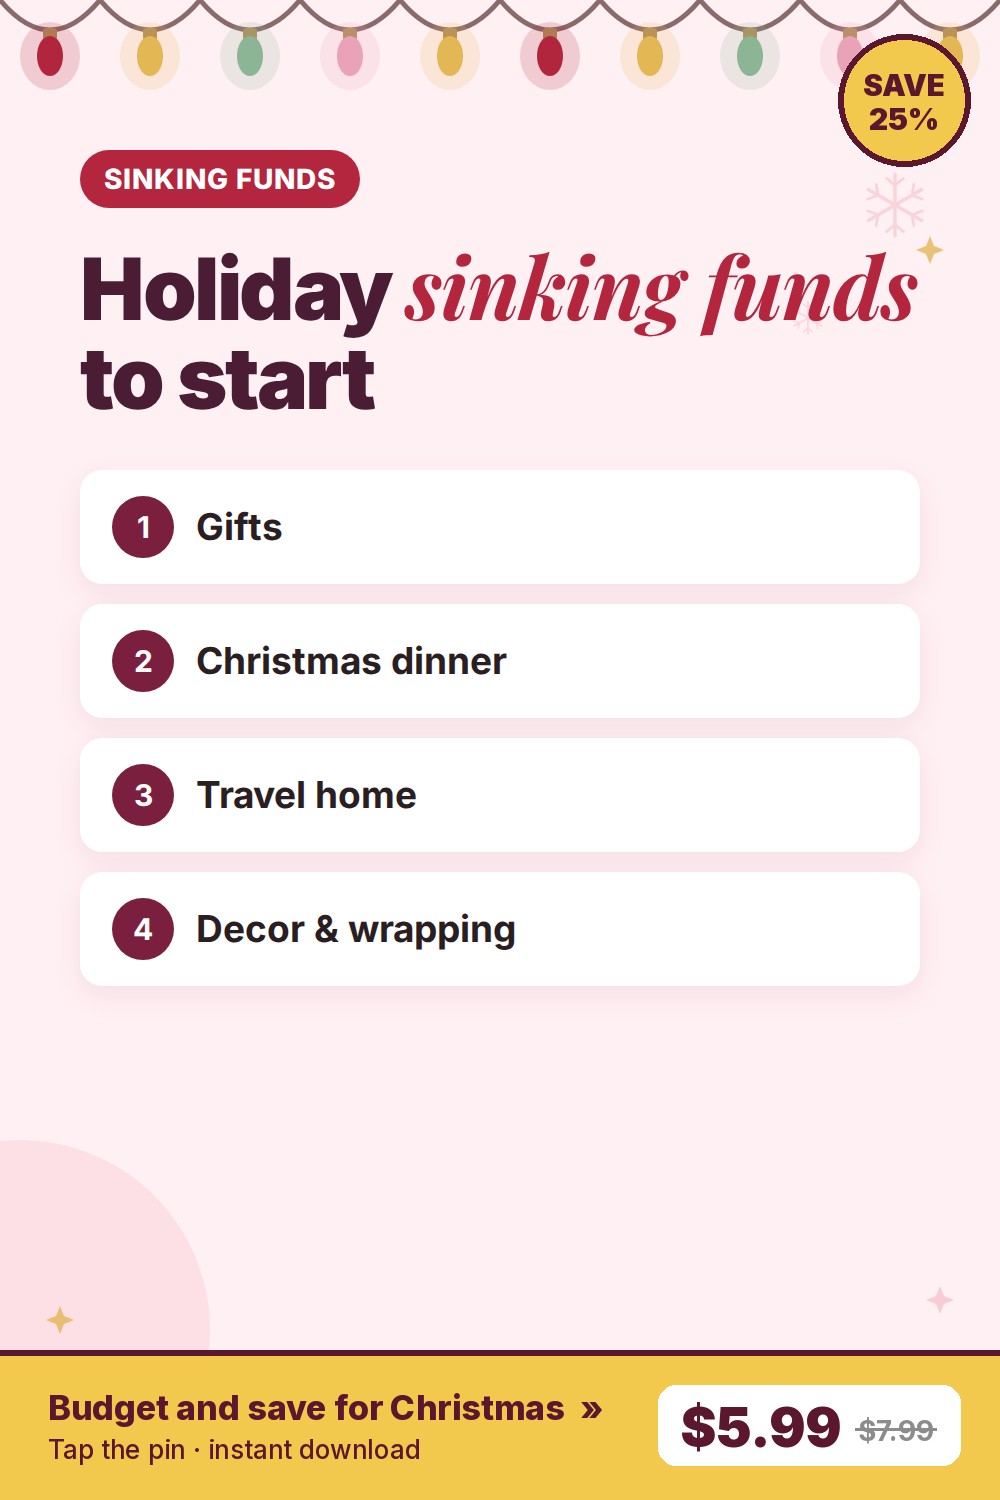 SAVE
25%
SINKING FUNDS
Holiday sinking funds
to start
1 Gifts
2 Christmas dinner
3 Travel home
4 Decor & wrapping
Budget and save for Christmas »
Tap the pin · instant download
$5.99 $7.99